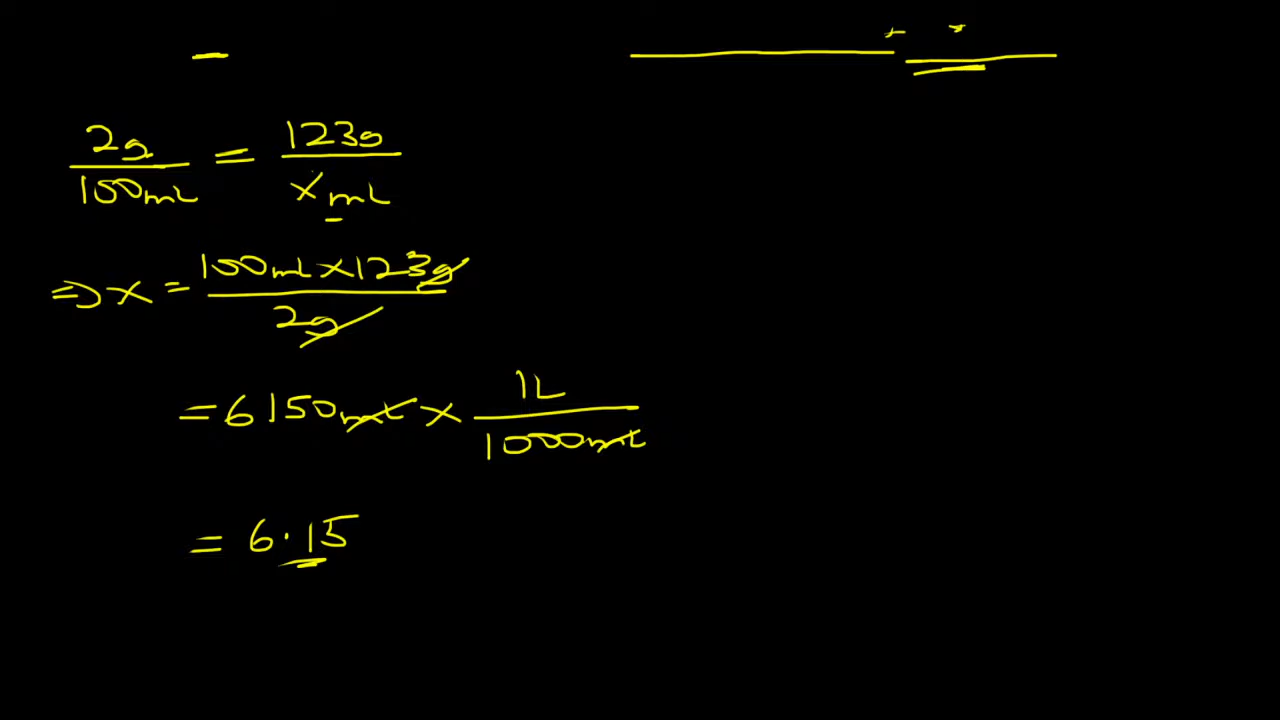 2g/100mL = 123g/x mL
=> x = 100mL x 123g/2g
= 6150mL x 1L/1000mL
= 6.15